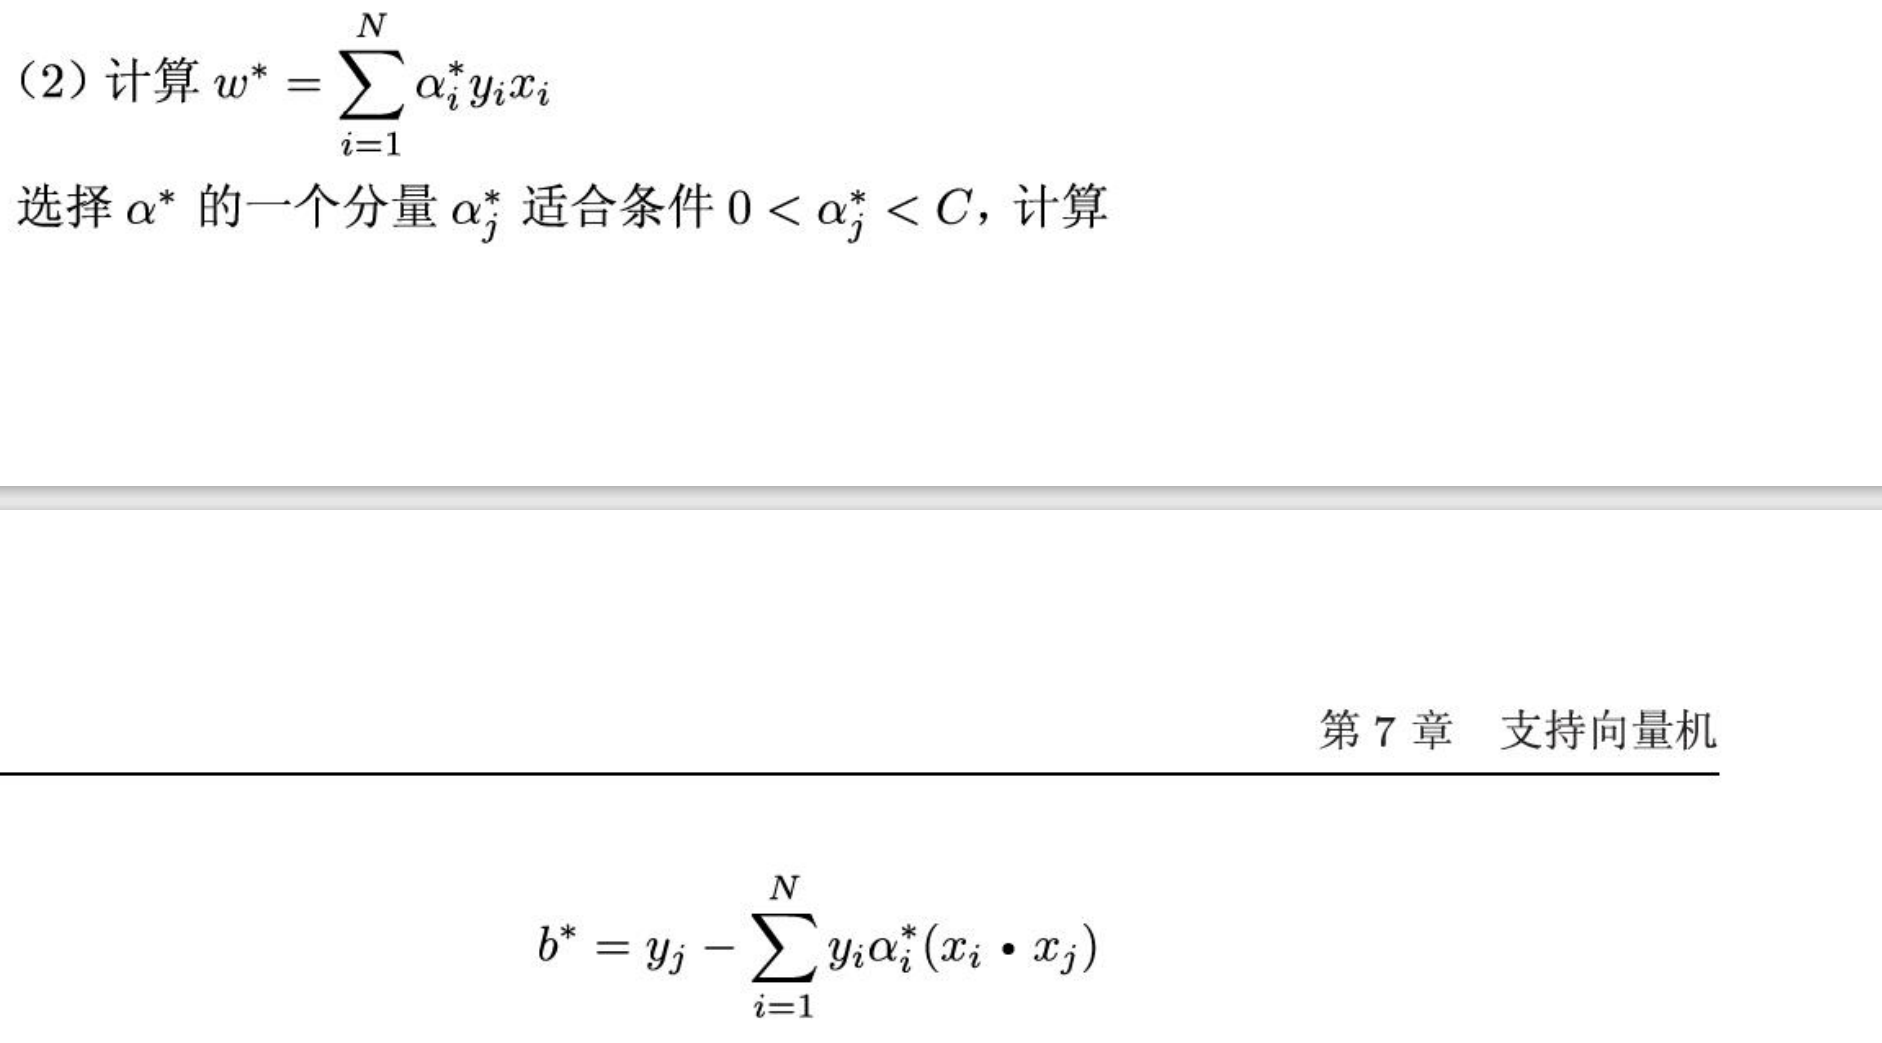 （2）计算 $w^* = \sum_{i=1}^{N} \alpha_i^* y_i x_i$
选择 $\alpha^*$ 的一个分量 $\alpha_j^*$ 适合条件 $0 < \alpha_j^* < C$，计算
第 7 章 支持向量机
$b^* = y_j - \sum_{i=1}^{N} y_i \alpha_i^* (x_i \bullet x_j)$